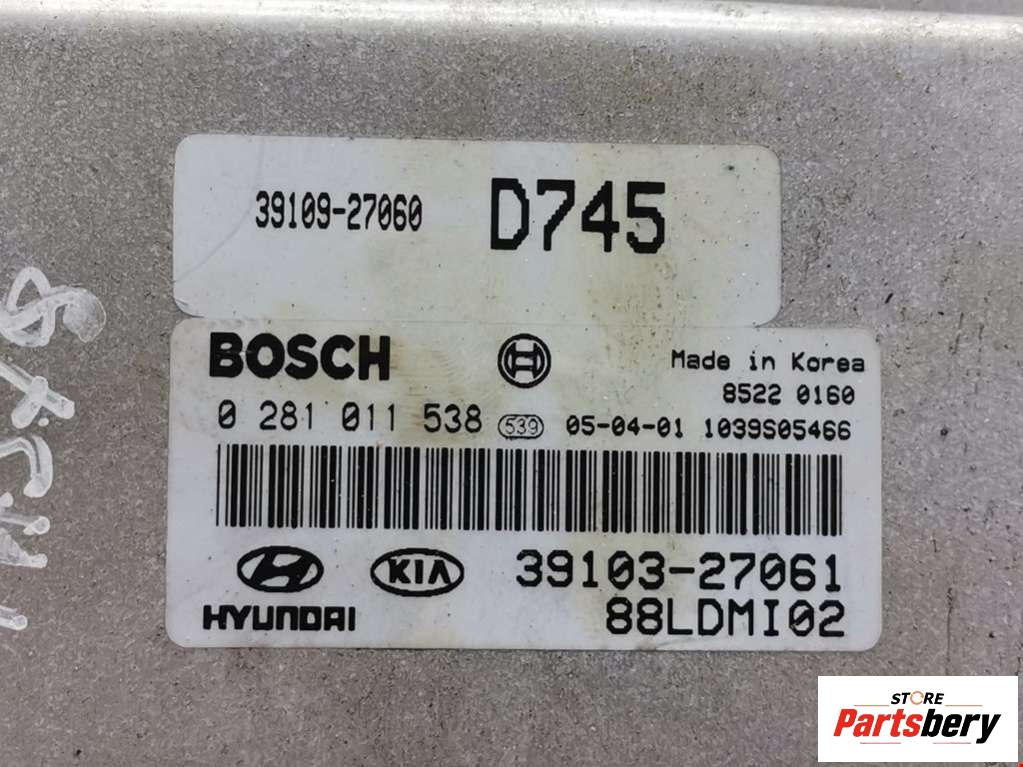 39109-27060 D745
BOSCH Made in Korea
8522 0160
0 281 011 538 539 05-04-01 1039S05466
KIA 39103-27061
HYUNDAI 88LDMI02
STORE
Partsbery